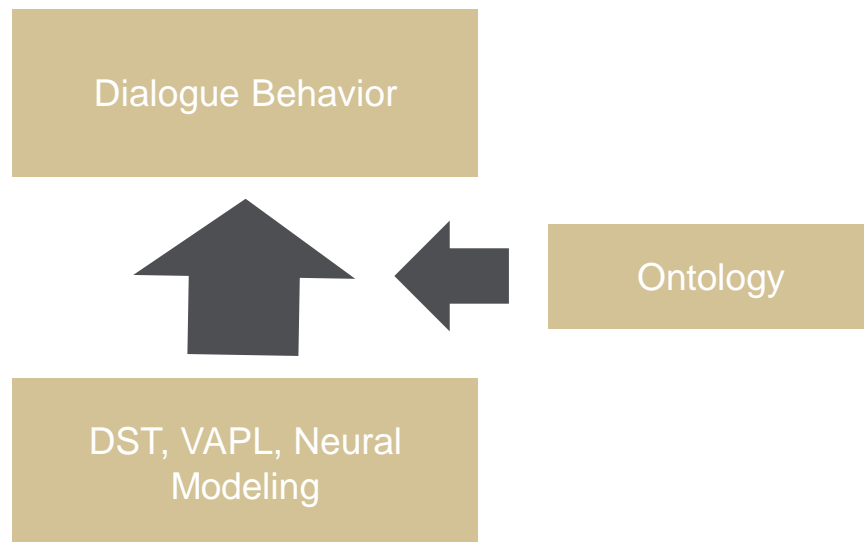 Dialogue Behavior
Ontology
DST, VAPL, Neural
Modeling